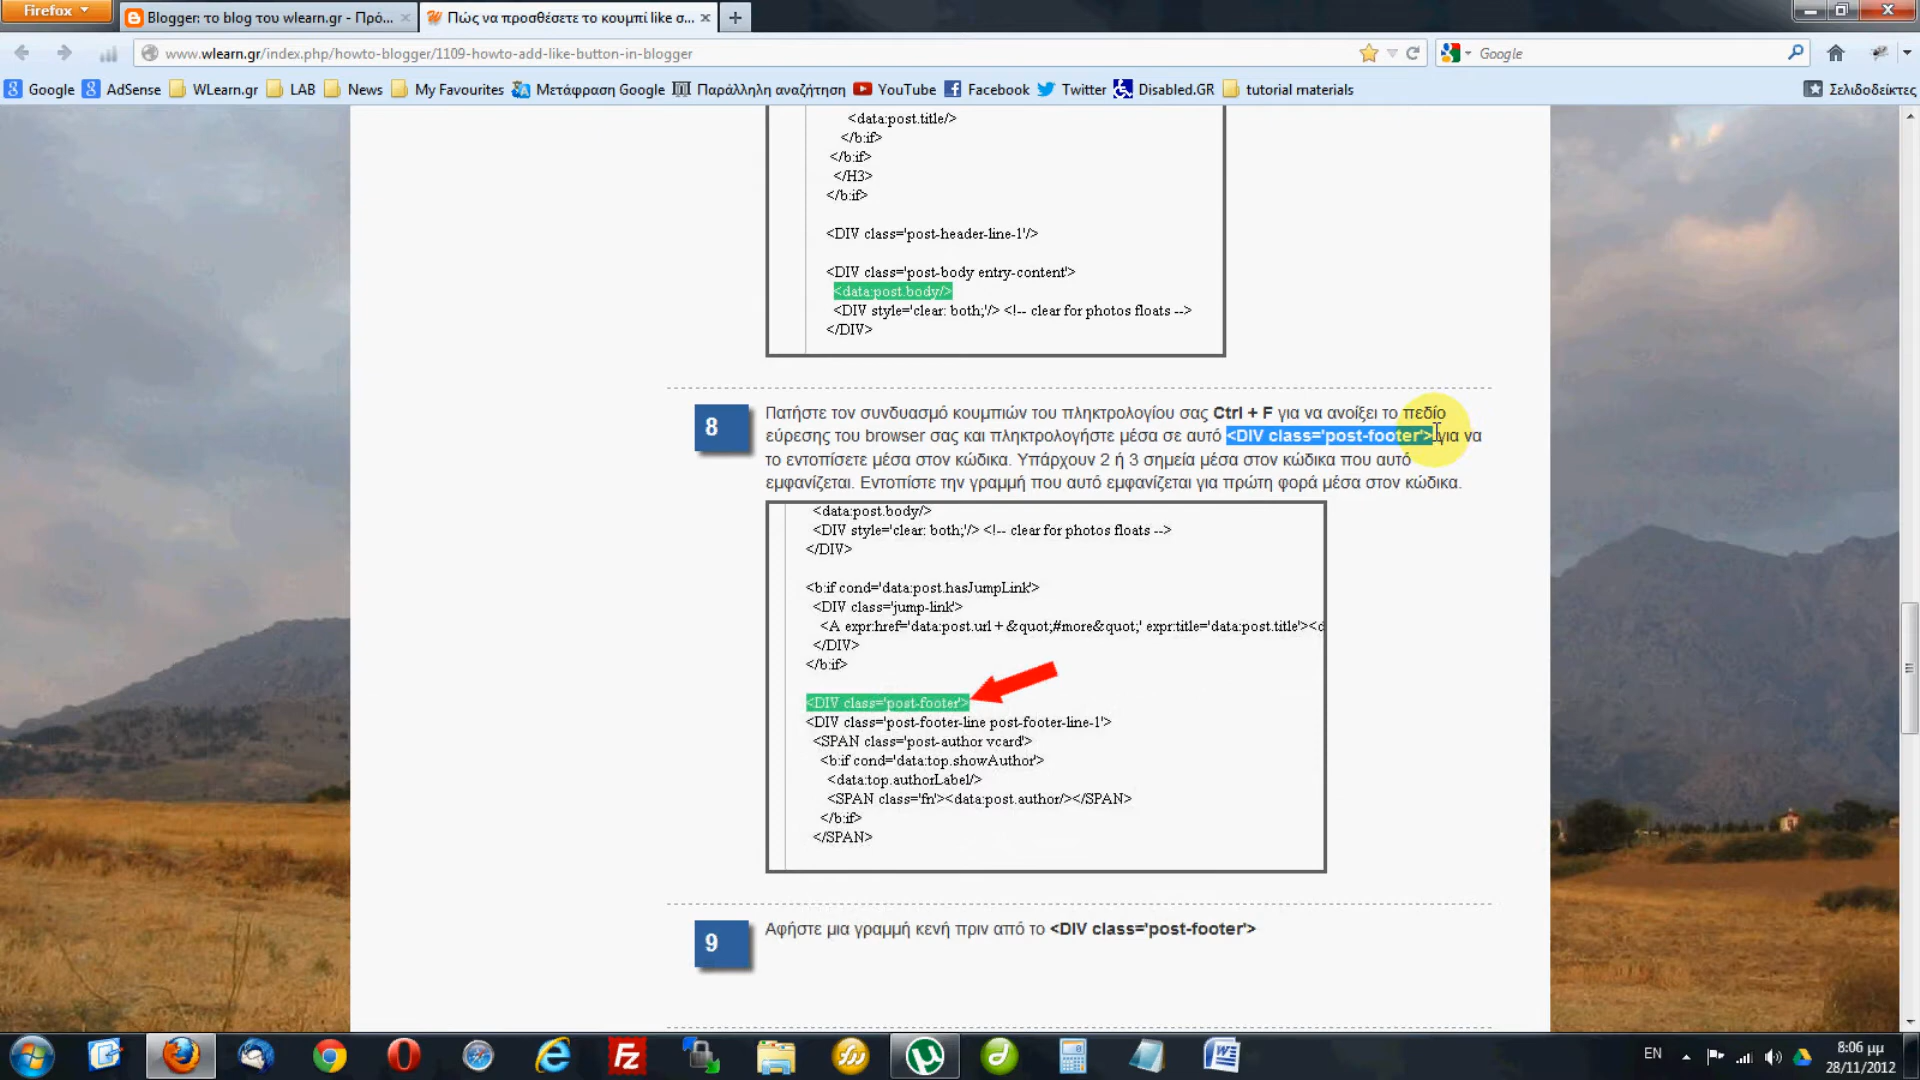 Firefox
Blogger: το blog του wlearn.gr - Πρό...
Πώς να προσθέσετε το κουμπί like σ...
www.wlearn.gr/index.php/howto-blogger/1109-howto-add-like-button-in-blogger
Google
Google AdSense WLearn.gr LAB News My Favourites Μετάφραση Google Παράλληλη αναζήτηση YouTube Facebook Twitter Disabled.GR tutorial materials Σελιδοδείκτες
<data:post.title/>
</b:if>
</b:if>
</H3>
</b:if>
<DIV class='post-header-line-1'/>
<DIV class='post-body entry-content'>
<data:post.body/>
<DIV style='clear: both;'/> <!-- clear for photos floats -->
</DIV>
8
Πατήστε τον συνδυασμό κουμπιών του πληκτρολογίου σας Ctrl + F για να ανοίξει το πεδίο
εύρεσης του browser σας και πληκτρολογήστε μέσα σε αυτό <DIV class='post-footer'> για να
το εντοπίσετε μέσα στον κώδικα. Υπάρχουν 2 ή 3 σημεία μέσα στον κώδικα που αυτό
εμφανίζεται. Εντοπίστε την γραμμή που αυτό εμφανίζεται για πρώτη φορά μέσα στον κώδικα.
<data:post.body/>
<DIV style='clear: both;'/> <!-- clear for photos floats -->
</DIV>
<b:if cond='data:post.hasJumpLink'>
<DIV class='jump-link'>
<A expr:href='data:post.url + &quot;#more&quot;' expr:title='data:post.title'><d
</DIV>
</b:if>
<DIV class='post-footer'>
<DIV class='post-footer-line post-footer-line-1'>
<SPAN class='post-author vcard'>
<b:if cond='data:top.showAuthor'>
<data:top.authorLabel/>
<SPAN class='fn'><data:post.author/></SPAN>
</b:if>
</SPAN>
9
Αφήστε μια γραμμή κενή πριν από το <DIV class='post-footer'>
EN
8:06 μμ
28/11/2012